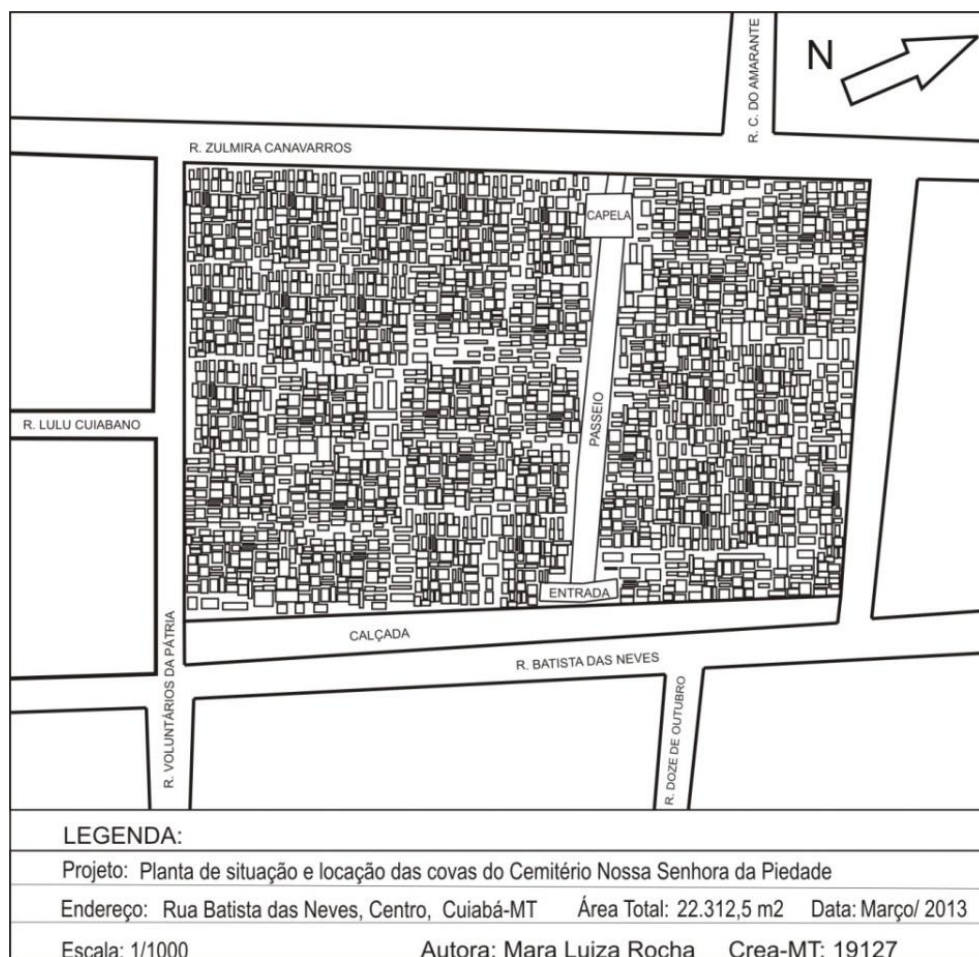 N
R. C. DO AMARANTE
R. ZULMIRA CANAVARROS
CAPELA
R. LULU CUIABANO
PASSEIO
ENTRADA
CALÇADA
R. BATISTA DAS NEVES
R. VOLUNTÁRIOS DA PÁTRIA
R. DOZE DE OUTUBRO
LEGENDA:
Projeto: Planta de situação e locação das covas do Cemitério Nossa Senhora da Piedade
Endereço: Rua Batista das Neves, Centro, Cuiabá-MT Área Total: 22.312,5 m2 Data: Março/ 2013
Escala: 1/1000 Autora: Mara Luiza Rocha Crea-MT: 19127